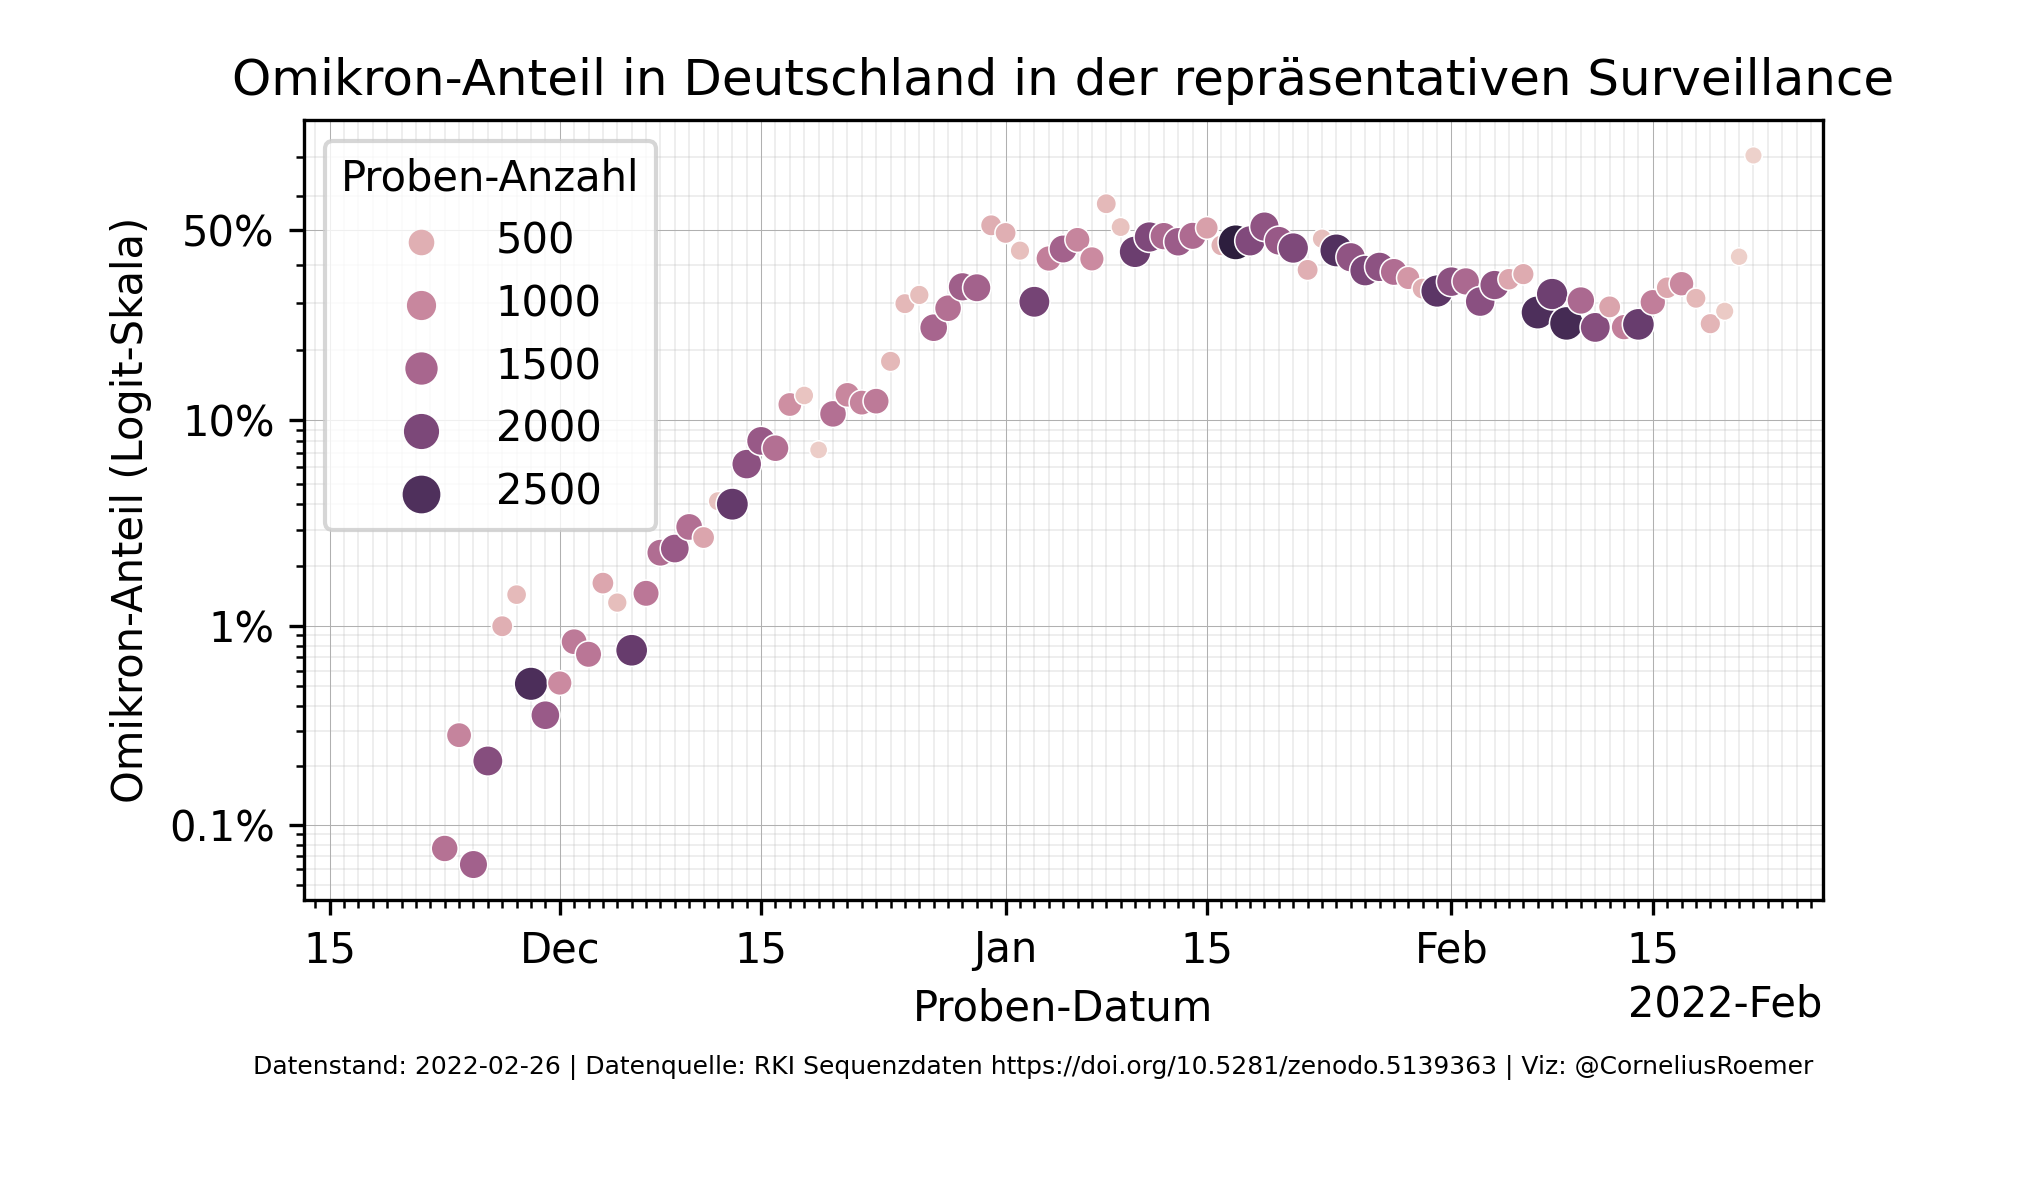 Omikron-Anteil in Deutschland in der repräsentativen Surveillance
Proben-Anzahl
500
1000
1500
2000
2500
Omikron-Anteil (Logit-Skala)
50%
10%
1%
0.1%
15
Dec
15
Jan
15
Feb
15
Proben-Datum
2022-Feb
Datenstand: 2022-02-26 | Datenquelle: RKI Sequenzdaten https://doi.org/10.5281/zenodo.5139363 | Viz: @CorneliusRoemer